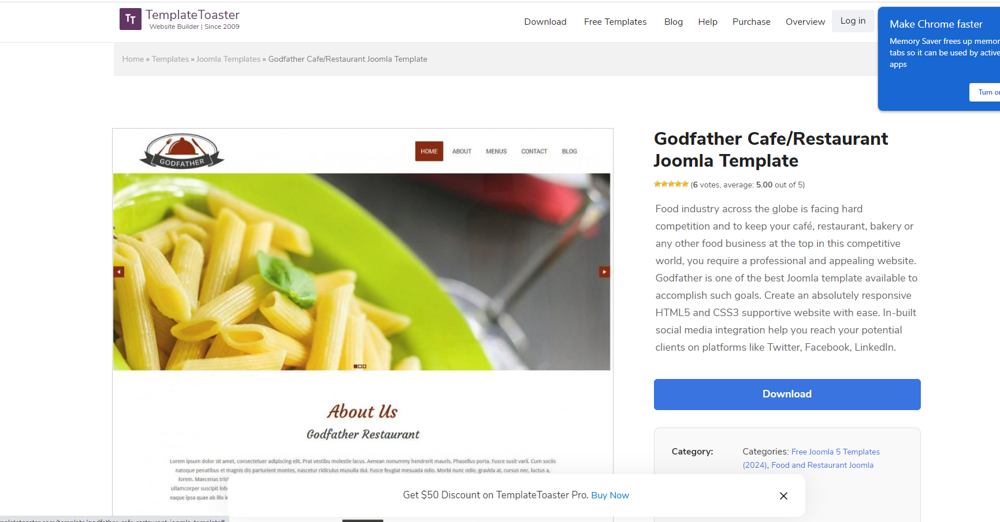 TT TemplateToaster
Website Builder | Since 2009
Download Free Templates Blog Help Purchase Overview Log in
Make Chrome faster
Memory Saver frees up
tabs so it can be used by active
apps
Turn
Home » Templates » Joomla Templates » Godfather Cafe/Restaurant Joomla Template
GODFATHER
HOME ABOUT MENUS CONTACT BLOG
About Us
Godfather Restaurant
Lorem ipsum dolor sit amet, consectetuer adipiscing elit. Prat vestibu molestie lacus. Aenean nonummy hendrerit mauris. Phasellus porta. Fusce susit varii. Cum sociis
natoque penatibus et magnis dis parturient montes, nascetur ridiculus musulla dui. Fusce feugiat mesuada odio. Morbi nunc odio, gravida at, cursus nec, luctus a,
lorem. Maecenas
ullamcorper suscipit
eaque ipsa quae ab illo
Godfather Cafe/Restaurant
Joomla Template
(6 votes, average: 5.00 out of 5)
Food industry across the globe is facing hard
competition and to keep your café, restaurant, bakery or
any other food business at the top in this competitive
world, you require a professional and appealing website.
Godfather is one of the best Joomla template available to
accomplish such goals. Create an absolutely responsive
HTML5 and CSS3 supportive website with ease. In-built
social media integration help you reach your potential
clients on platforms like Twitter, Facebook, LinkedIn.
Download
Category: Categories: Free Joomla 5 Templates
(2024), Food and Restaurant Joomla
Get $50 Discount on TemplateToaster Pro. Buy Now